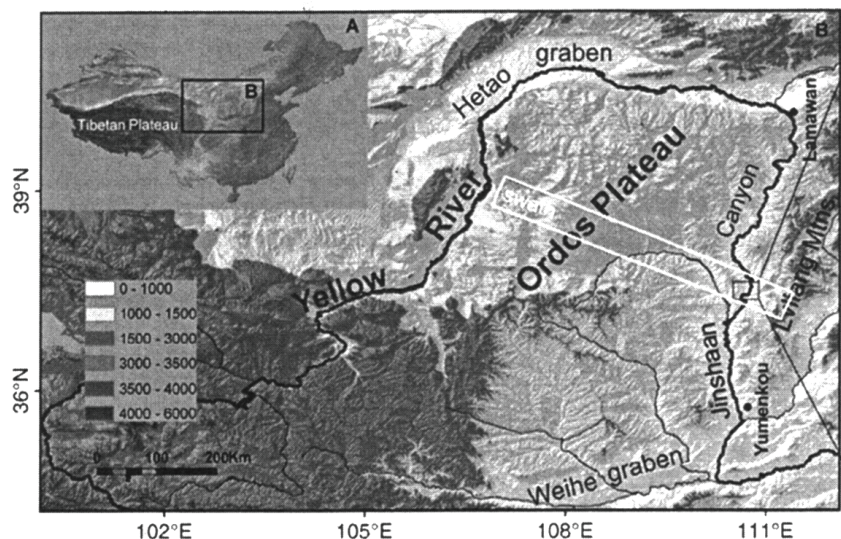 A
B
Tibetan Plateau
B
Hetao graben
Lamawan
Yellow River
Ordos Plateau
swath
Jinshaan Canyon
Lvliang Mtns
Yumenkou
Weihe graben
39°N
36°N
0 - 1000
1000 - 1500
1500 - 3000
3000 - 3500
3500 - 4000
4000 - 6000
0 100 200Km
102°E 105°E 108°E 111°E